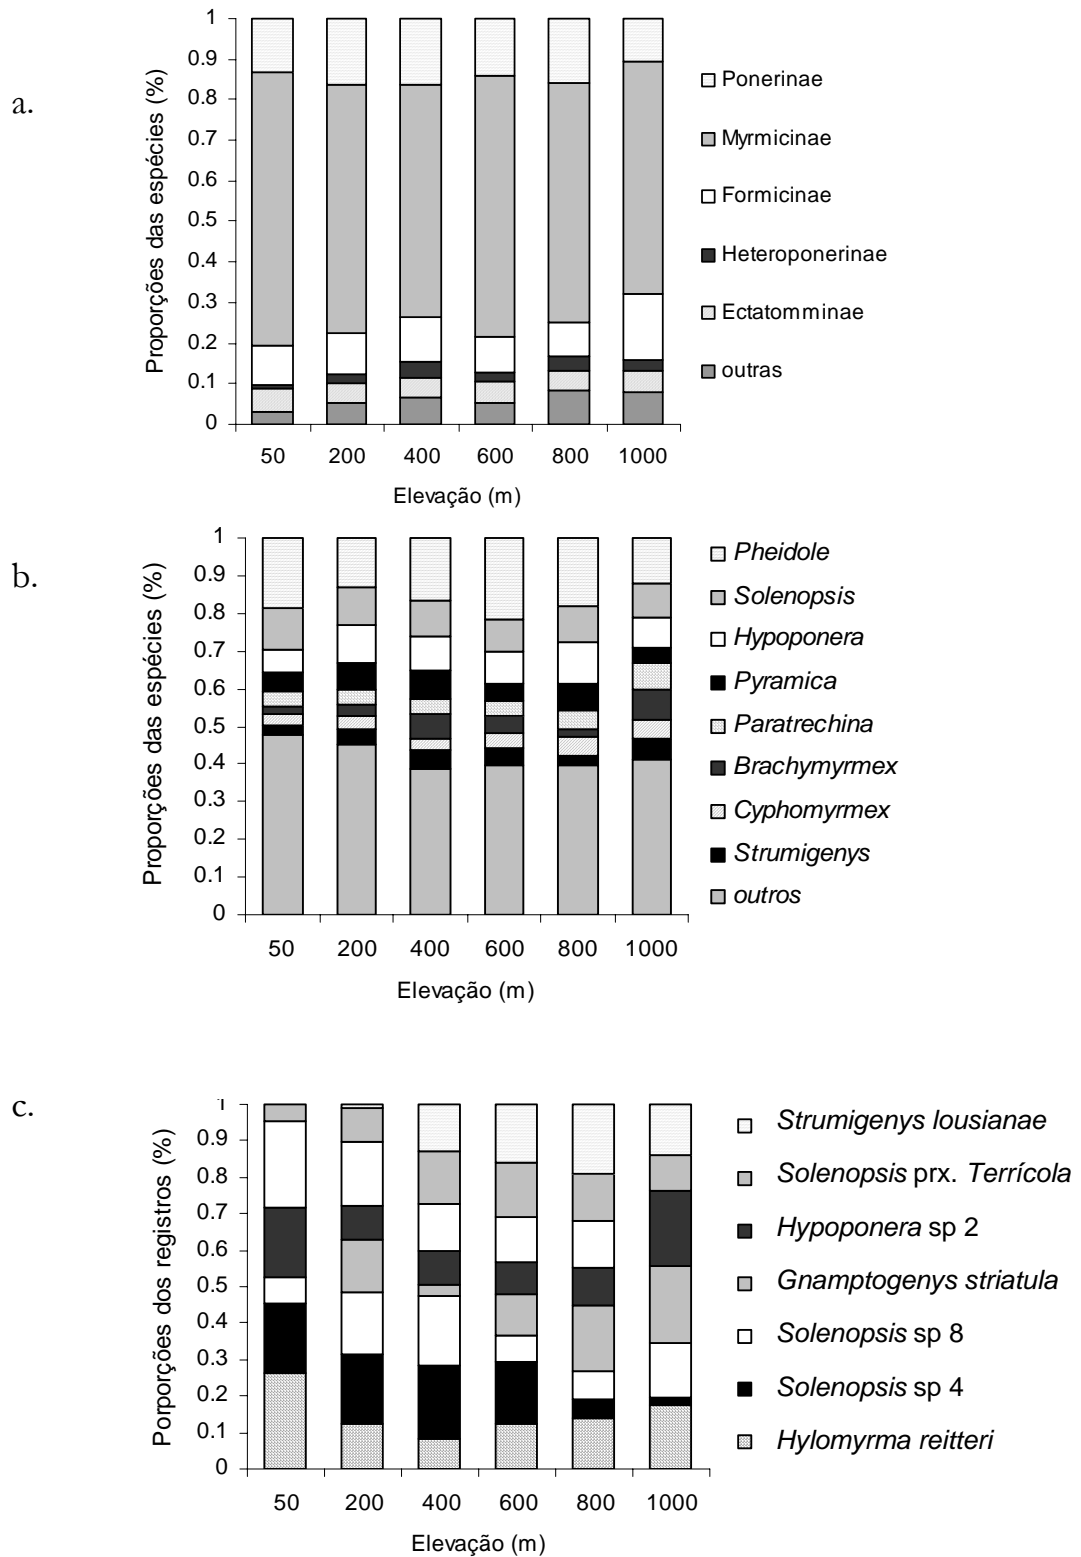 a.
Proporções das espécies (%)
1
0.9
0.8
0.7
0.6
0.5
0.4
0.3
0.2
0.1
0
50 200 400 600 800 1000
Elevação (m)
Ponerinae
Myrmicinae
Formicinae
Heteroponerinae
Ectatomminae
outras
b.
Proporções das espécies (%)
1
0.9
0.8
0.7
0.6
0.5
0.4
0.3
0.2
0.1
0
50 200 400 600 800 1000
Elevação (m)
Pheidole
Solenopsis
Hypoponera
Pyramica
Paratrechina
Brachymyrmex
Cyphomyrmex
Strumigenys
outros
c.
Porporções dos registros (%)
1
0.9
0.8
0.7
0.6
0.5
0.4
0.3
0.2
0.1
0
50 200 400 600 800 1000
Elevação (m)
Strumigenys lousianae
Solenopsis prx. Terrícola
Hypoponera sp 2
Gnamptogenys striatula
Solenopsis sp 8
Solenopsis sp 4
Hylomyrma reitteri